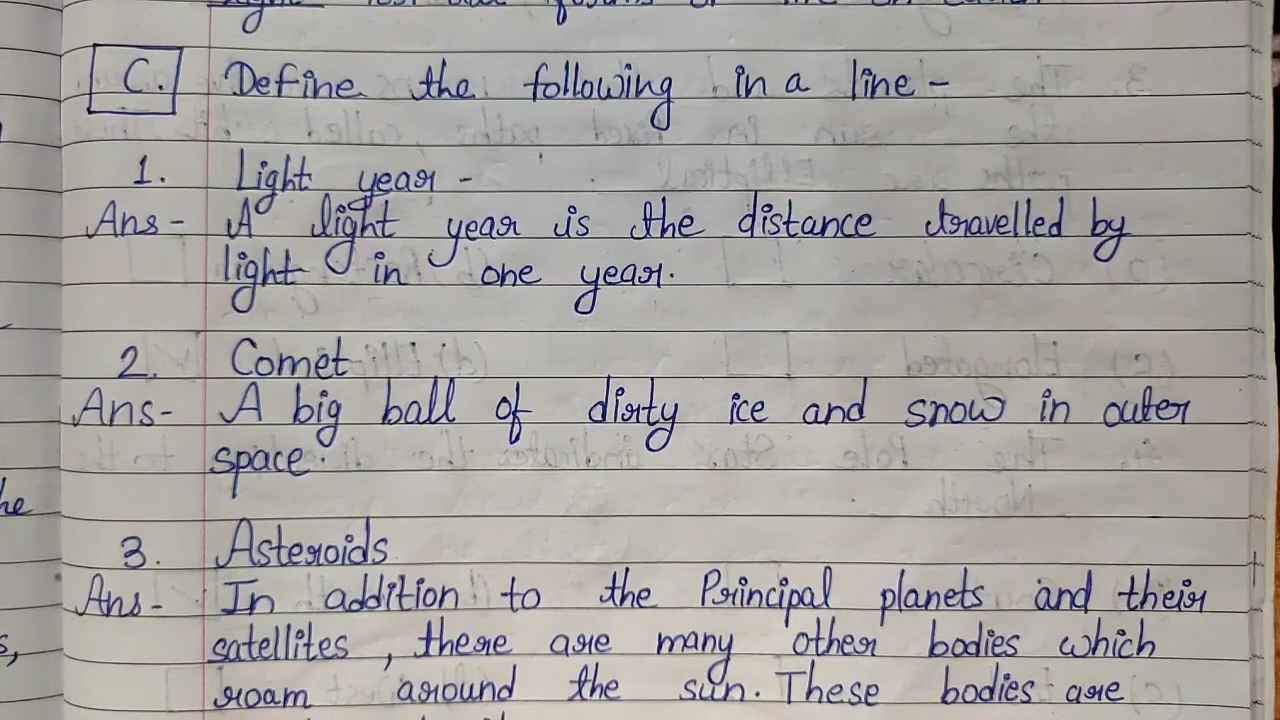 C. Define the following in a line -
1. Light year -
Ans - A light year is the distance travelled by
light in one year.
2. Comet
Ans - A big ball of dirty ice and snow in outer
space.
3. Asteroids
Ans - In addition to the Principal planets and their
satellites, there are many other bodies which
roam around the sun. These bodies are